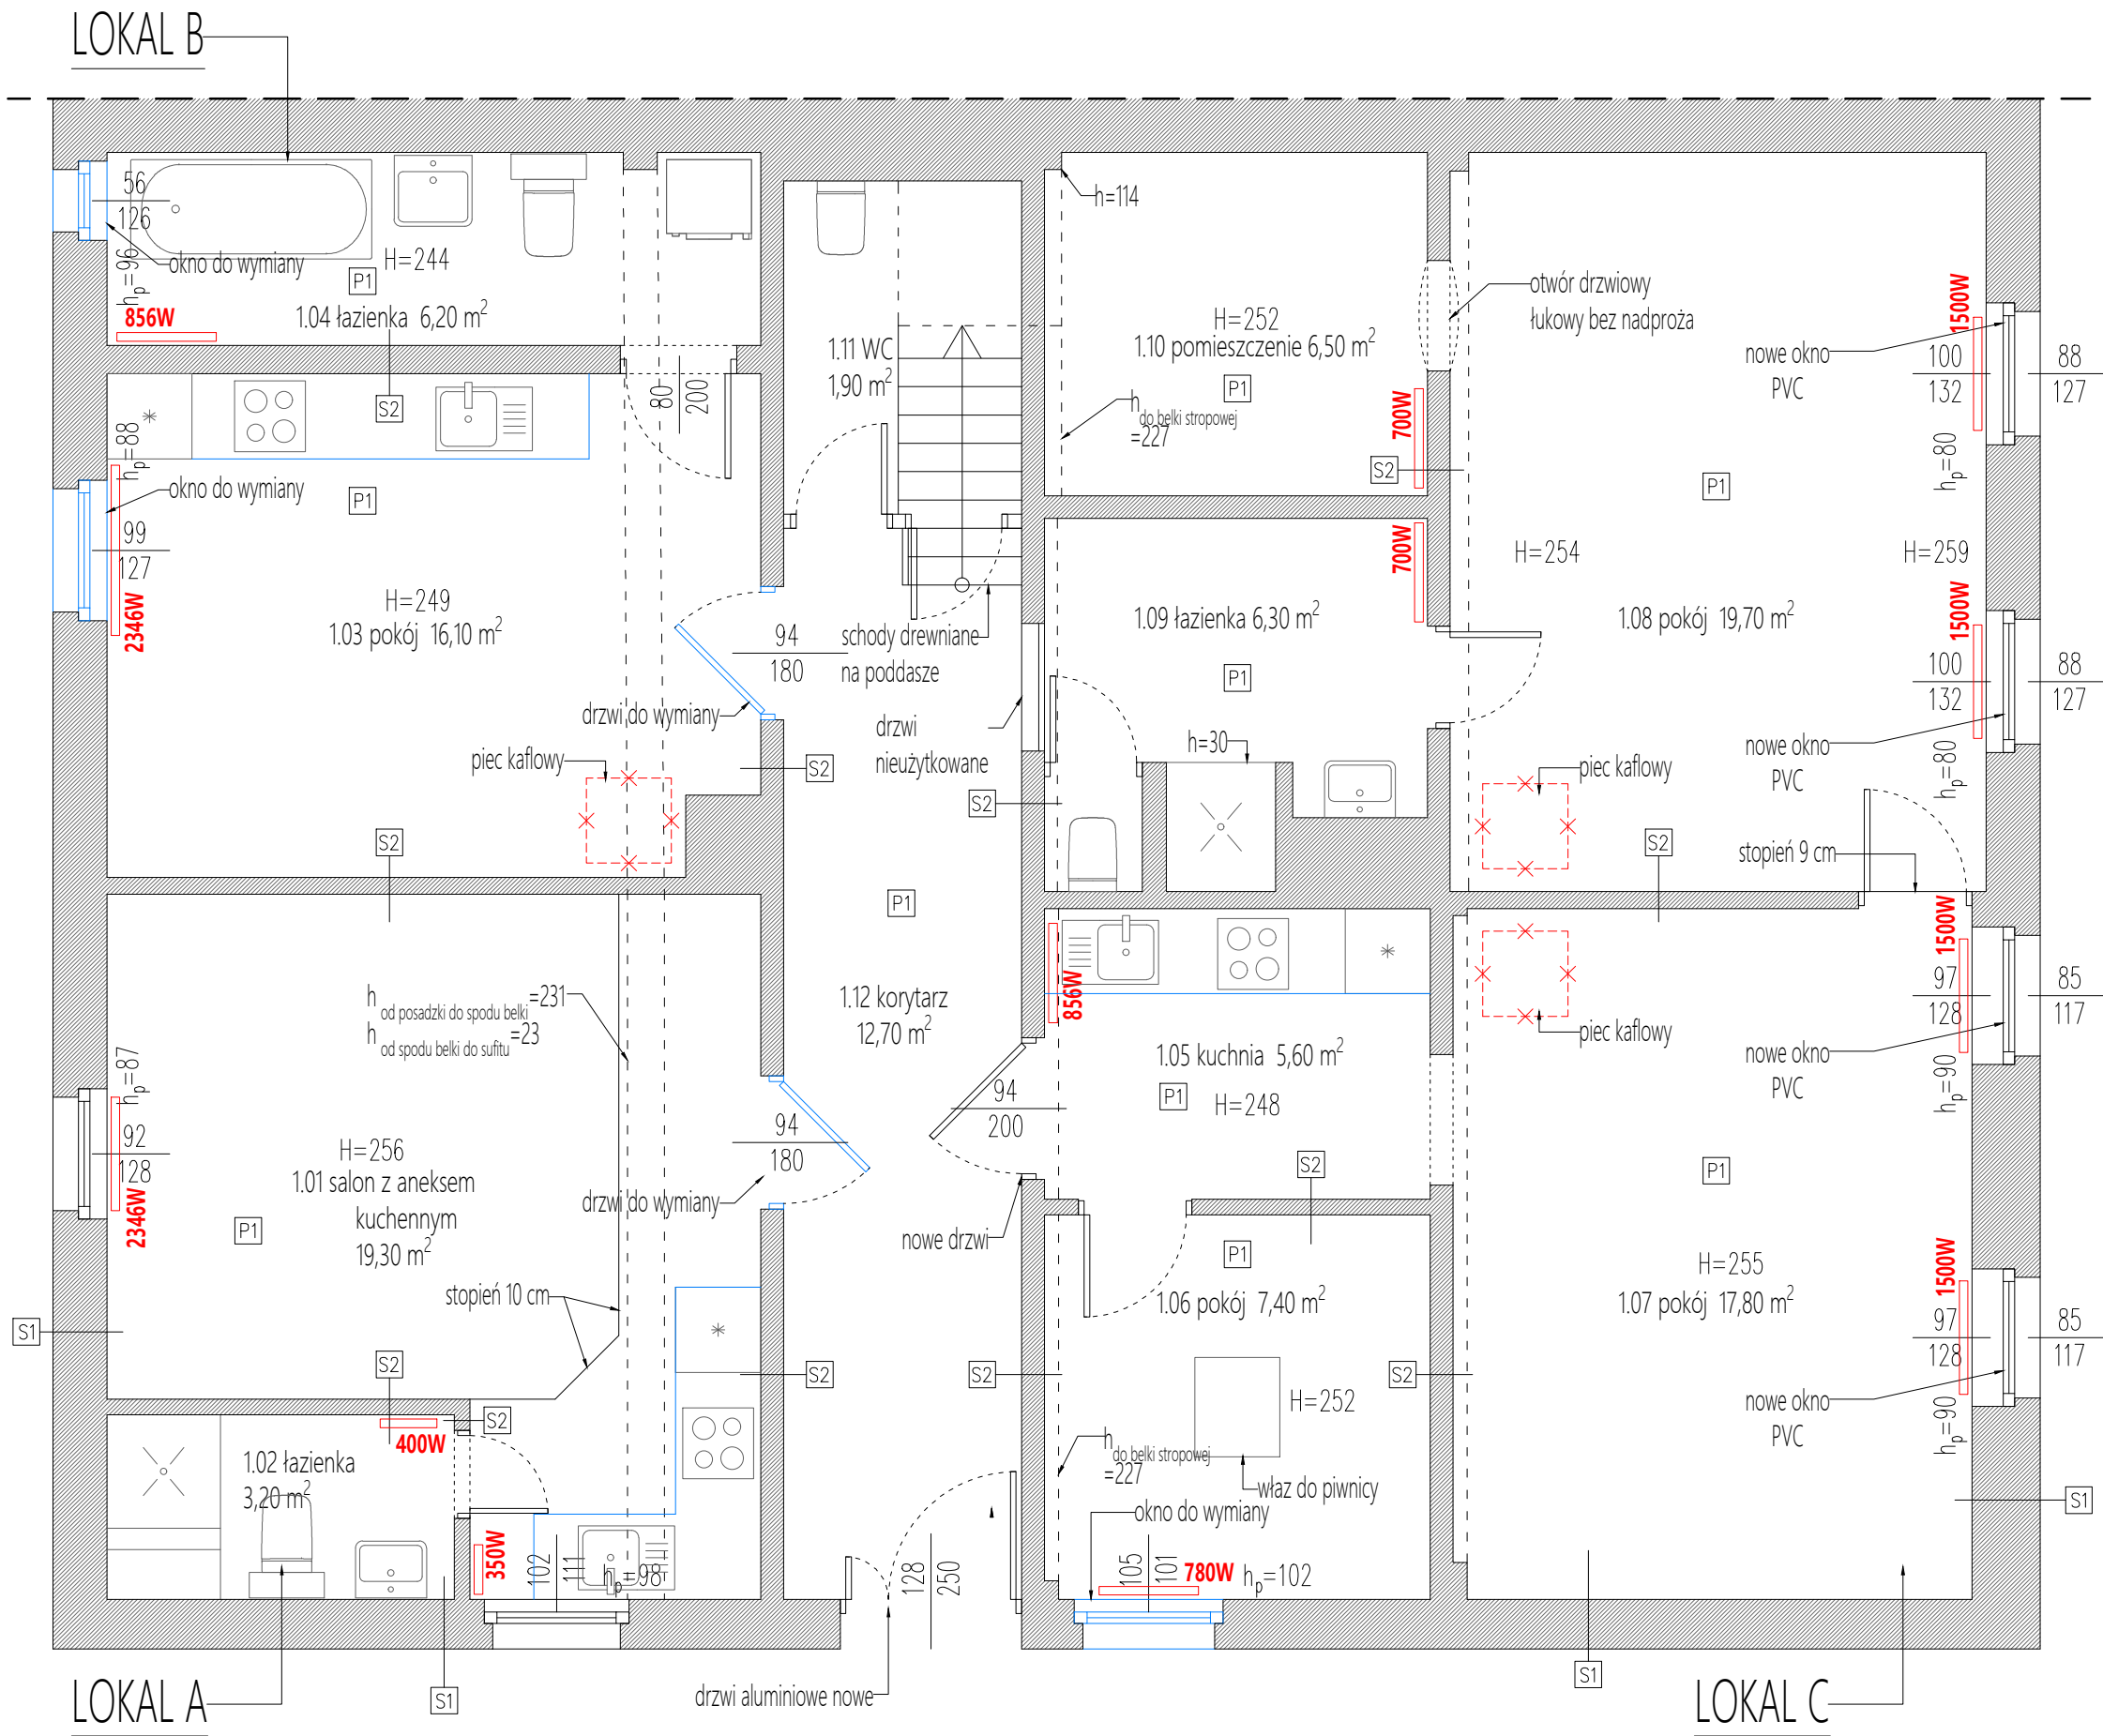 LOKAL B
56
126
h_p=96
okno do wymiany
H=244
P1
1.04 łazienka 6,20 m²
856W
S2
80
200
h_p=88
P1
okno do wymiany
99
127
2346W
H=249
1.03 pokój 16,10 m²
94
180
drzwi do wymiany
piec kaflowy
S2
S2
1.11 WC
1,90 m²
schody drewniane
na poddasze
drzwi
nieużytkowane
P1
1.12 korytarz
12,70 m²
h=114
H=252
1.10 pomieszczenie 6,50 m²
P1
h do belki stropowej
=227
700W
S2
otwór drzwiowy
łukowy bez nadproża
1500W
nowe okno
PVC
100
132
88
127
h_p=80
P1
H=254
H=259
1.08 pokój 19,70 m²
1500W
100
132
88
127
nowe okno
PVC
h_p=80
piec kaflowy
S2
stopień 9 cm
700W
1.09 łazienka 6,30 m²
P1
h=30
S2
h od posadzki do spodu belki =231
h od spodu belki do sufitu =23
h_p=87
92
128
2346W
H=256
1.01 salon z aneksem
kuchennym
19,30 m²
P1
94
180
drzwi do wymiany
stopień 10 cm
S1
S2
S2
S2
400W
1.02 łazienka
3,20 m²
350W
102
111
h_p=98
LOKAL A
S1
856W
1.05 kuchnia 5,60 m²
P1
H=248
94
200
S2
nowe drzwi
P1
1.06 pokój 7,40 m²
S2
H=252
S2
h do belki stropowej
=227
właz do piwnicy
okno do wymiany
105
101
780W
h_p=102
128
250
drzwi aluminiowe nowe
piec kaflowy
1500W
97
128
85
117
nowe okno
PVC
h_p=90
P1
H=255
1.07 pokój 17,80 m²
1500W
97
128
85
117
nowe okno
PVC
h_p=90
S1
S1
LOKAL C